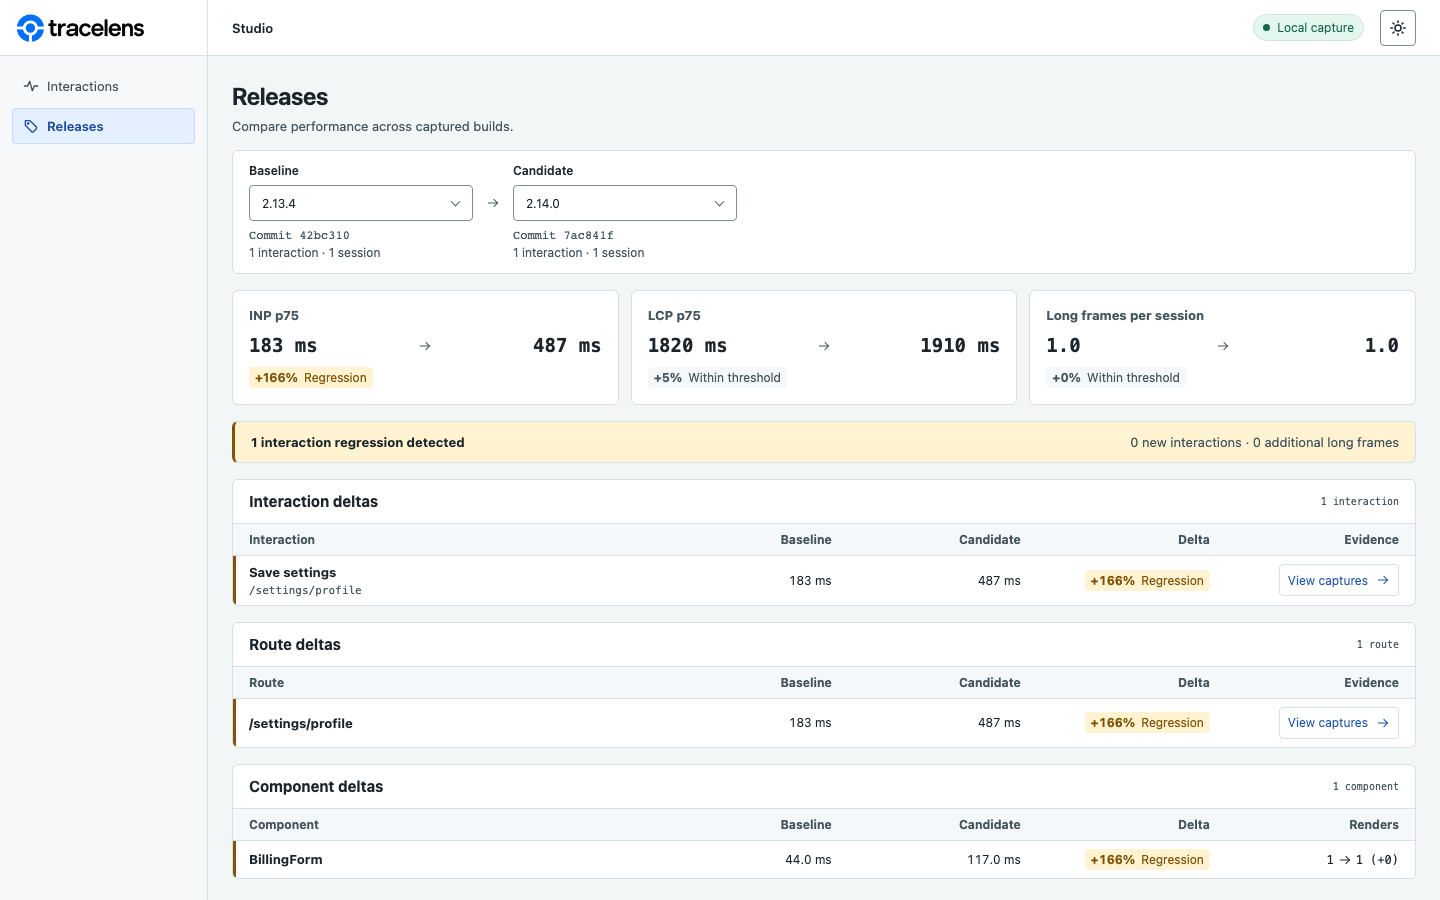 tracelens
Studio
Local capture
Interactions
Releases
Releases
Compare performance across captured builds.
Baseline
2.13.4
Commit 42bc310
1 interaction · 1 session
→
Candidate
2.14.0
Commit 7ac841f
1 interaction · 1 session
INP p75
183 ms → 487 ms
+166% Regression
LCP p75
1820 ms → 1910 ms
+5% Within threshold
Long frames per session
1.0 → 1.0
+0% Within threshold
1 interaction regression detected
0 new interactions · 0 additional long frames
Interaction deltas
1 interaction
Interaction Baseline Candidate Delta Evidence
Save settings
/settings/profile
183 ms 487 ms +166% Regression View captures →
Route deltas
1 route
Route Baseline Candidate Delta Evidence
/settings/profile 183 ms 487 ms +166% Regression View captures →
Component deltas
1 component
Component Baseline Candidate Delta Renders
BillingForm 44.0 ms 117.0 ms +166% Regression 1 → 1 (+0)